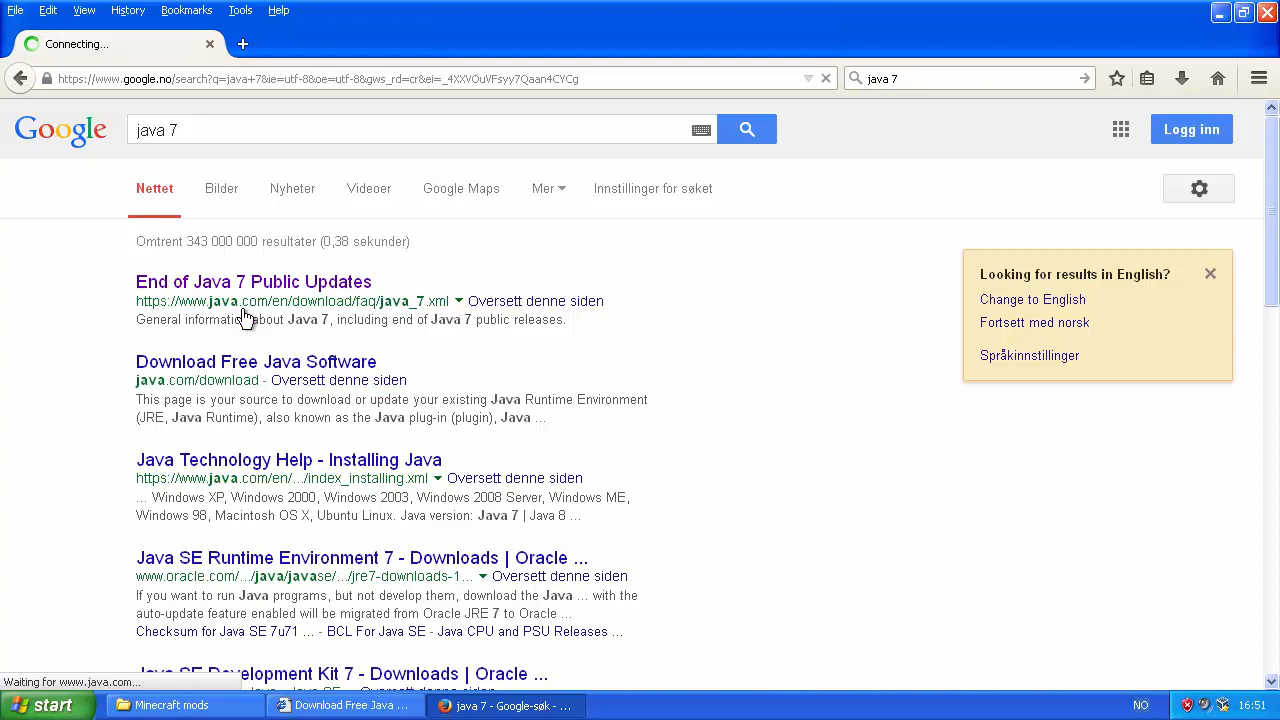 File Edit View History Bookmarks Tools Help
Connecting...
https://www.google.no/search?q=java+7&ie=utf-8&oe=utf-8&gws_rd=cr&ei=_4XXVOuVFsyy7Qaan4CYCg
java 7
Google
java 7
Logg inn
Nettet Bilder Nyheter Videoer Google Maps Mer Innstillinger for søket
Omtrent 343 000 000 resultater (0,38 sekunder)
End of Java 7 Public Updates
https://www.java.com/en/download/faq/java_7.xml Oversett denne siden
General information about Java 7, including end of Java 7 public releases.
Looking for results in English?
Change to English
Fortsett med norsk
Språkinnstillinger
Download Free Java Software
java.com/download - Oversett denne siden
This page is your source to download or update your existing Java Runtime Environment
(JRE, Java Runtime), also known as the Java plug-in (plugin), Java ...
Java Technology Help - Installing Java
https://www.java.com/en/.../index_installing.xml Oversett denne siden
... Windows XP, Windows 2000, Windows 2003, Windows 2008 Server, Windows ME,
Windows 98, Macintosh OS X, Ubuntu Linux. Java version: Java 7 | Java 8 ...
Java SE Runtime Environment 7 - Downloads | Oracle ...
www.oracle.com/.../java/javase/.../jre7-downloads-1... Oversett denne siden
If you want to run Java programs, but not develop them, download the Java ... with the
auto-update feature enabled will be migrated from Oracle JRE 7 to Oracle ...
Checksum for Java SE 7u71 ... - BCL For Java SE - Java CPU and PSU Releases ...
Java SE Development Kit 7 - Downloads | Oracle ...
Waiting for www.java.com...
start Minecraft mods Download Free Java ... java 7 - Google-søk - ... NO 16:51